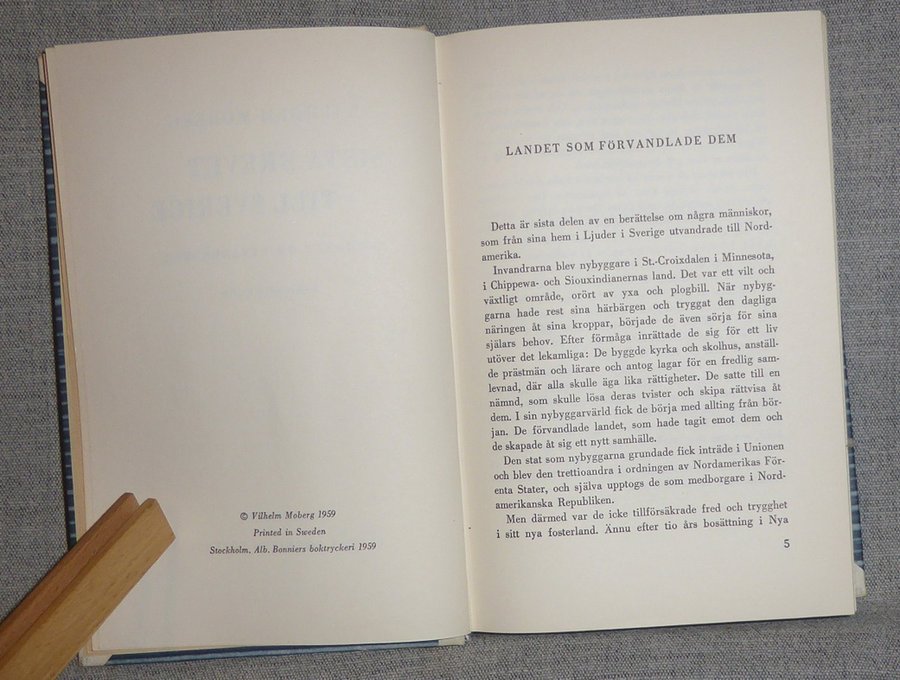 © Vilhelm Moberg 1959
Printed in Sweden
Stockholm. Alb. Bonniers boktryckeri 1959
LANDET SOM FÖRVANDLADE DEM
Detta är sista delen av en berättelse om några människor,
som från sina hem i Ljuder i Sverige utvandrade till Nord-
amerika.
Invandrarna blev nybyggare i St.-Croixdalen i Minnesota,
i Chippewa- och Siouxindianernas land. Det var ett vilt och
växtligt område, orört av yxa och plogbill. När nybyg-
garna hade rest sina härbärgen och tryggat den dagliga
näringen åt sina kroppar, började de även sörja för sina
själars behov. Efter förmåga inrättade de sig för ett liv
utöver det lekamliga: De byggde kyrka och skolhus, anställ-
de prästmän och lärare och antog lagar för en fredlig sam-
levnad, där alla skulle äga lika rättigheter. De satte till en
nämnd, som skulle lösa deras tvister och skipa rättvisa åt
dem. I sin nybyggarvärld fick de börja med allting från bör-
jan. De förvandlade landet, som hade tagit emot dem och
de skapade åt sig ett nytt samhälle.
Den stat som nybyggarna grundade fick inträde i Unionen
och blev den trettioandra i ordningen av Nordamerikas För-
enta Stater, och själva upptogs de som medborgare i Nord-
amerikanska Republiken.
Men därmed var de icke tillförsäkrade fred och trygghet
i sitt nya fosterland. Ännu efter tio års bosättning i Nya
5